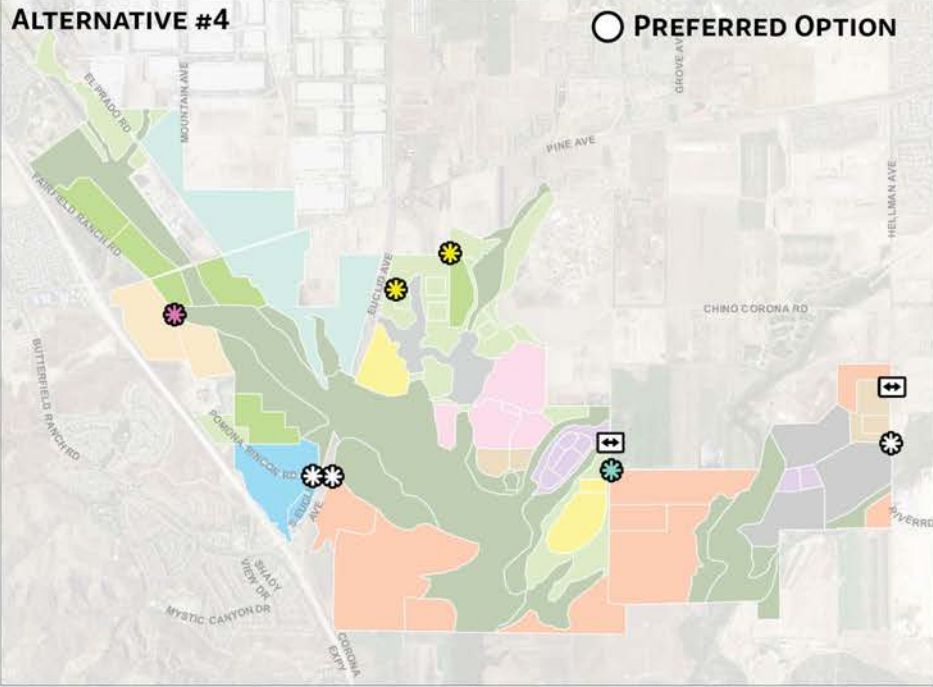 ALTERNATIVE #4
PREFERRED OPTION
GROVE AV
MOUNTAIN AVE
EL PRADO RD
PINE AVE
HELLMAN AVE
FAIRFIELD RANCH RD
EUCLID AVE
CHINO CORONA RD
BUTTERFIELD RANCH RD
POMONA RINCON RD
S EUCLI
AVE
RIVERRD
SHADY
VIEW DR
MYSTIC CANYON DR
CORONA
EXPY